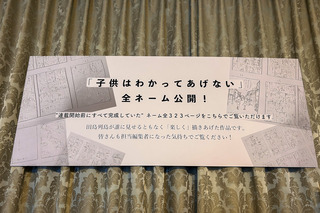 「子供はわかってあげない」
全ネーム公開！
"連載開始前にすべて完成していた"ネーム全323ページをこちらでご覧いただけます
田島列島が誰に見せるともなく「楽しく」描きあげた作品です。
皆さんも担当編集者になった気持ちでご覧ください！